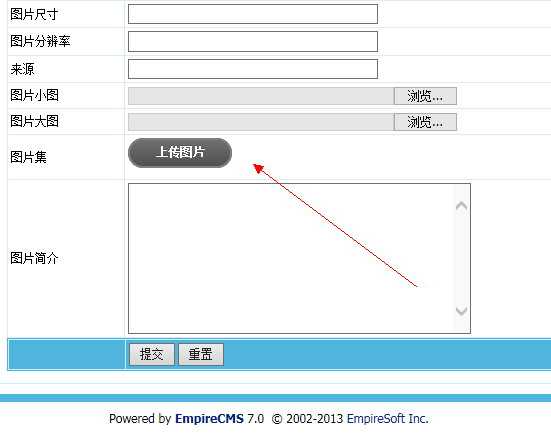 图片尺寸
图片分辨率
来源
图片小图 浏览...
图片大图 浏览...
图片集 上传图片
图片简介
提交 重置
Powered by EmpireCMS 7.0 © 2002-2013 EmpireSoft Inc.